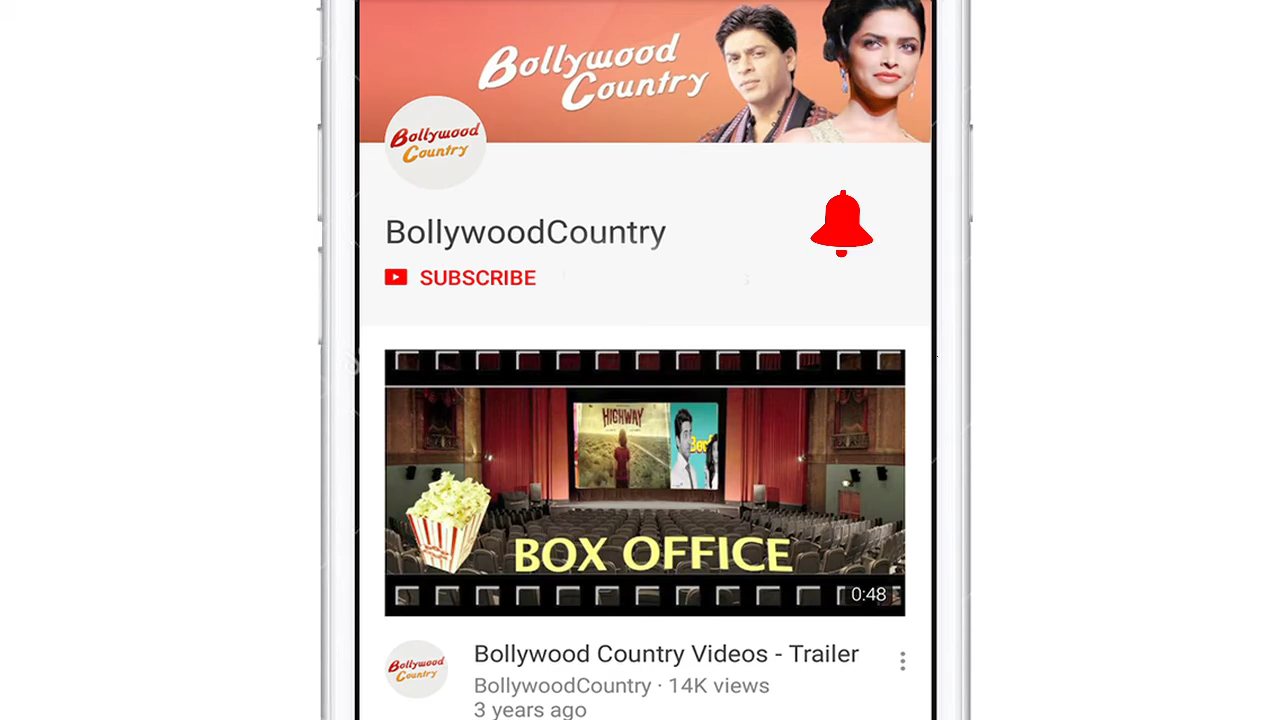 Bollywood
Country
Bollywood
Country
BollywoodCountry
SUBSCRIBE
HIGHWAY
BOX OFFICE
0:48
Bollywood
Country
Bollywood Country Videos - Trailer
BollywoodCountry · 14K views
3 years ago